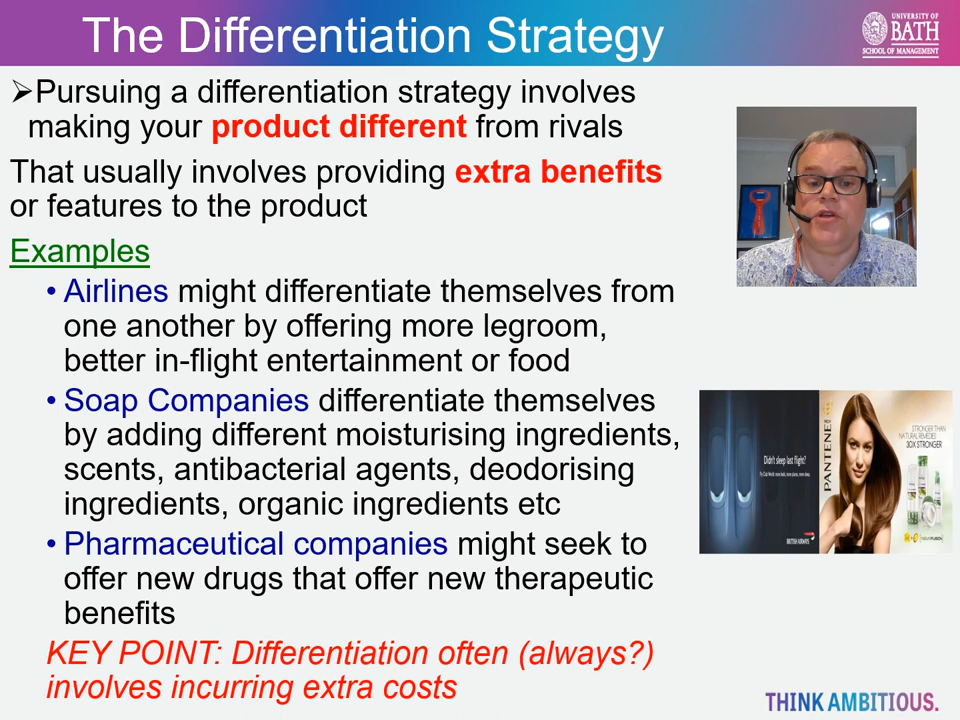 The Differentiation Strategy
UNIVERSITY OF
BATH
SCHOOL OF MANAGEMENT
➢Pursuing a differentiation strategy involves
making your product different from rivals
That usually involves providing extra benefits
or features to the product
Examples
• Airlines might differentiate themselves from
one another by offering more legroom,
better in-flight entertainment or food
• Soap Companies differentiate themselves
by adding different moisturising ingredients,
scents, antibacterial agents, deodorising
ingredients, organic ingredients etc
• Pharmaceutical companies might seek to
offer new drugs that offer new therapeutic
benefits
KEY POINT: Differentiation often (always?)
involves incurring extra costs
Didn't sleep last flight?
BRITISH AIRWAYS
PANTENE
STRONGER THAN
NATURAL REMEDIES
30X STRONGER
THINK AMBITIOUS.